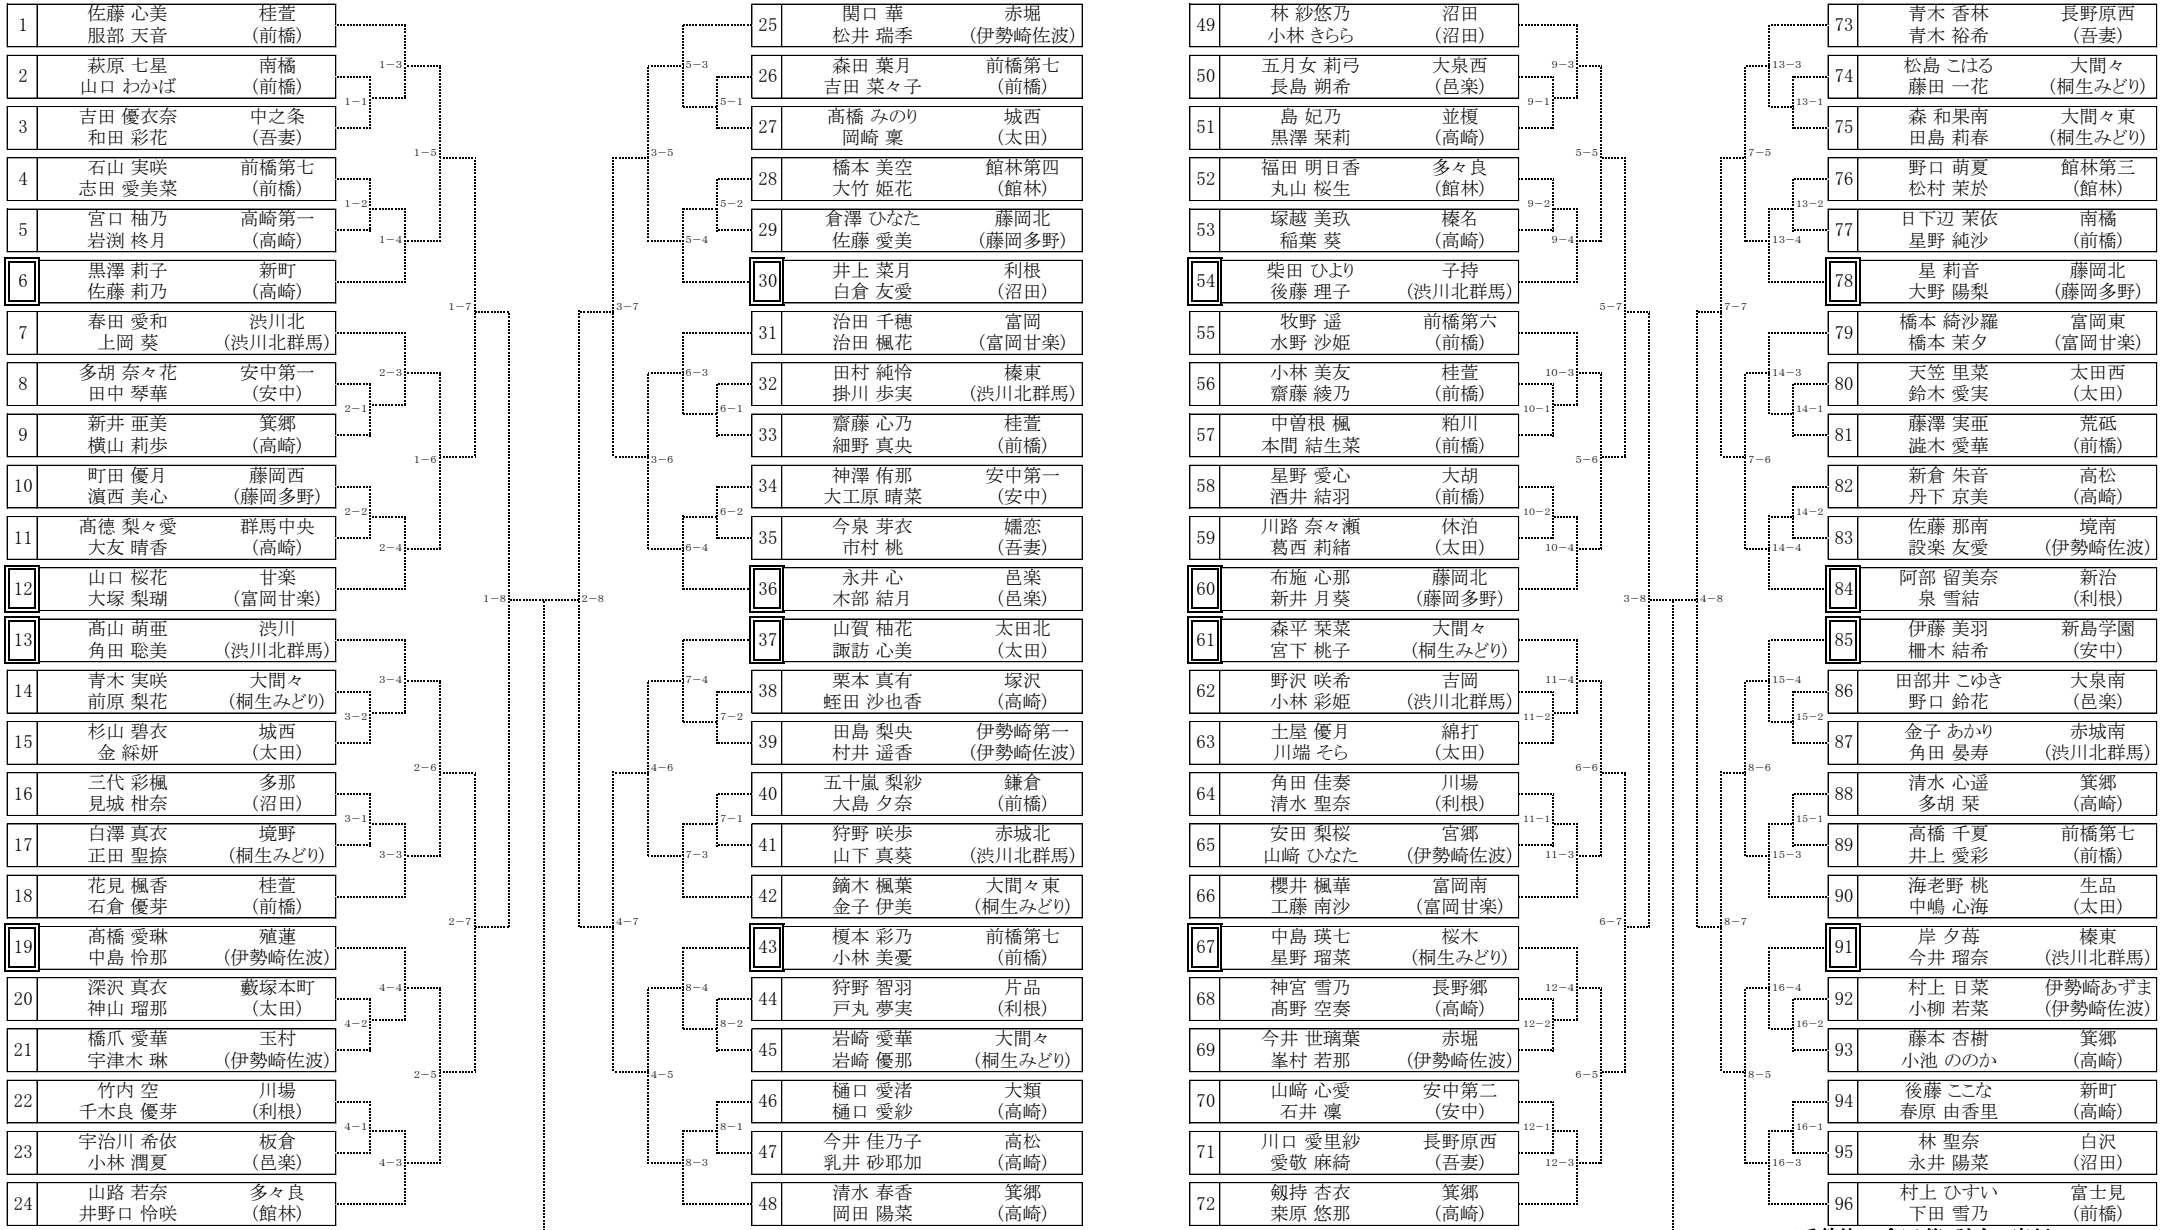 1 佐藤 心美 桂萱
服部 天音 (前橋)
2 萩原 七星 南橘
山口 わかば (前橋)
3 吉田 優衣奈 中之条
和田 彩花 (吾妻)
4 石山 実咲 前橋第七
志田 愛美菜 (前橋)
5 宮口 柚乃 高崎第一
岩渕 柊月 (高崎)
6 黒澤 莉子 新町
佐藤 莉乃 (高崎)
7 春田 愛和 渋川北
上岡 葵 (渋川北群馬)
8 多胡 奈々花 安中第一
田中 琴華 (安中)
9 新井 亜美 箕郷
横山 莉歩 (高崎)
10 町田 優月 藤岡西
濵西 美心 (藤岡多野)
11 髙德 梨々愛 群馬中央
大友 晴香 (高崎)
12 山口 桜花 甘楽
大塚 梨瑚 (富岡甘楽)
13 髙山 萌亜 渋川
角田 聡美 (渋川北群馬)
14 青木 実咲 大間々
前原 梨花 (桐生みどり)
15 杉山 碧衣 城西
金 綵妍 (太田)
16 三代 彩楓 多那
見城 柑奈 (沼田)
17 白澤 真衣 境野
正田 聖捺 (桐生みどり)
18 花見 楓香 桂萱
石倉 優芽 (前橋)
19 髙橋 愛琳 殖蓮
中島 怜那 (伊勢崎佐波)
20 深沢 真衣 藪塚本町
神山 瑠那 (太田)
21 橋爪 愛華 玉村
宇津木 琳 (伊勢崎佐波)
22 竹内 空 川場
千木良 優芽 (利根)
23 宇治川 希依 板倉
小林 潤夏 (邑楽)
24 山路 若奈 多々良
井野口 怜咲 (館林)
1-3
1-1
1-5
1-2
1-4
1-7
2-3
2-1
1-6
2-2
2-4
1-8
3-4
3-2
2-6
3-1
3-3
2-7
4-4
4-2
2-5
4-1
4-3
25 関口 華 赤堀
松井 瑞季 (伊勢崎佐波)
26 森田 葉月 前橋第七
吉田 菜々子 (前橋)
27 髙橋 みのり 城西
岡崎 稟 (太田)
28 橋本 美空 館林第四
大竹 姫花 (館林)
29 倉澤 ひなた 藤岡北
佐藤 愛美 (藤岡多野)
30 井上 菜月 利根
白倉 友愛 (沼田)
31 治田 千穂 富岡
治田 楓花 (富岡甘楽)
32 田村 純怜 榛東
掛川 歩実 (渋川北群馬)
33 齋藤 心乃 桂萱
細野 真央 (前橋)
34 神澤 侑那 安中第一
大工原 晴菜 (安中)
35 今泉 芽衣 嬬恋
市村 桃 (吾妻)
36 永井 心 邑楽
木部 結月 (邑楽)
37 山賀 柚花 太田北
諏訪 心美 (太田)
38 栗本 真有 塚沢
蛭田 沙也香 (高崎)
39 田島 梨央 伊勢崎第一
村井 遥香 (伊勢崎佐波)
40 五十嵐 梨紗 鎌倉
大島 夕奈 (前橋)
41 狩野 咲歩 赤城北
山下 真葵 (渋川北群馬)
42 鏑木 楓葉 大間々東
金子 伊美 (桐生みどり)
43 榎本 彩乃 前橋第七
小林 美憂 (前橋)
44 狩野 智羽 片品
戸丸 夢実 (利根)
45 岩崎 愛華 大間々
岩崎 優那 (桐生みどり)
46 樋口 愛渚 大類
樋口 愛紗 (高崎)
47 今井 佳乃子 高松
乳井 砂耶加 (高崎)
48 清水 春香 箕郷
岡田 陽菜 (高崎)
5-3
5-1
3-5
5-2
5-4
3-7
6-3
6-1
3-6
6-2
6-4
2-8
7-4
7-2
4-6
7-1
7-3
4-7
8-4
8-2
4-5
8-1
8-3
49 林 紗悠乃 沼田
小林 きらら (沼田)
50 五月女 莉弓 大泉西
長島 朔希 (邑楽)
51 島 妃乃 並榎
黒澤 栞莉 (高崎)
52 福田 明日香 多々良
丸山 桜生 (館林)
53 塚越 美玖 榛名
稲葉 葵 (高崎)
54 柴田 ひより 子持
後藤 理子 (渋川北群馬)
55 牧野 遥 前橋第六
水野 沙姫 (前橋)
56 小林 美友 桂萱
齋藤 綾乃 (前橋)
57 中曽根 楓 粕川
本間 結生菜 (前橋)
58 星野 愛心 大胡
酒井 結羽 (前橋)
59 川路 奈々瀬 休泊
葛西 莉緒 (太田)
60 布施 心那 藤岡北
新井 月葵 (藤岡多野)
61 森平 栞菜 大間々
宮下 桃子 (桐生みどり)
62 野沢 咲希 吉岡
小林 彩姫 (渋川北群馬)
63 土屋 優月 綿打
川端 そら (太田)
64 角田 佳奏 川場
清水 聖奈 (利根)
65 安田 梨桜 宮郷
山﨑 ひなた (伊勢崎佐波)
66 櫻井 楓華 富岡南
工藤 南沙 (富岡甘楽)
67 中島 瑛七 桜木
星野 瑠菜 (桐生みどり)
68 神宮 雪乃 長野郷
髙野 空奏 (高崎)
69 今井 世璃葉 赤堀
峯村 若那 (伊勢崎佐波)
70 山﨑 心愛 安中第二
石井 凜 (安中)
71 川口 愛里紗 長野原西
愛敬 麻綺 (吾妻)
72 剱持 杏衣 箕郷
栞原 悠那 (高崎)
9-3
9-1
5-5
9-2
9-4
5-7
10-3
10-1
5-6
10-2
10-4
3-8
11-4
11-2
6-6
11-1
11-3
6-7
12-4
12-2
6-5
12-1
12-3
73 青木 香林 長野原西
青木 裕希 (吾妻)
74 松島 こはる 大間々
藤田 一花 (桐生みどり)
75 森 和果南 大間々東
田島 莉春 (桐生みどり)
76 野口 萌夏 館林第三
松村 茉於 (館林)
77 日下辺 茉依 南橘
星野 純沙 (前橋)
78 星 莉音 藤岡北
大野 陽梨 (藤岡多野)
79 橋本 綺沙羅 富岡東
橋本 茉夕 (富岡甘楽)
80 天笠 里菜 太田西
鈴木 愛実 (太田)
81 藤澤 実亜 荒砥
澁木 愛華 (前橋)
82 新倉 朱音 高松
丹下 京美 (高崎)
83 佐藤 那南 境南
設楽 友愛 (伊勢崎佐波)
84 阿部 留美奈 新治
泉 雪結 (利根)
85 伊藤 美羽 新島学園
柵木 結希 (安中)
86 田部井 こゆき 大泉南
野口 鈴花 (邑楽)
87 金子 あかり 赤城南
角田 晏寿 (渋川北群馬)
88 清水 心遥 箕郷
多胡 栞 (高崎)
89 高橋 千夏 前橋第七
井上 愛彩 (前橋)
90 海老野 桃 生品
中嶋 心海 (太田)
91 岸 夕苺 榛東
今井 瑠奈 (渋川北群馬)
92 村上 日菜 伊勢崎あずま
小柳 若菜 (伊勢崎佐波)
93 藤本 杏樹 箕郷
小池 ののか (高崎)
94 後藤 ここな 新町
春原 由香里 (高崎)
95 林 聖奈 白沢
永井 陽菜 (沼田)
96 村上 ひすい 富士見
下田 雪乃 (前橋)
13-3
13-1
7-5
13-2
13-4
7-7
14-3
14-1
7-6
14-2
14-4
4-8
15-4
15-2
8-6
15-1
15-3
8-7
16-4
16-2
8-5
16-1
16-3